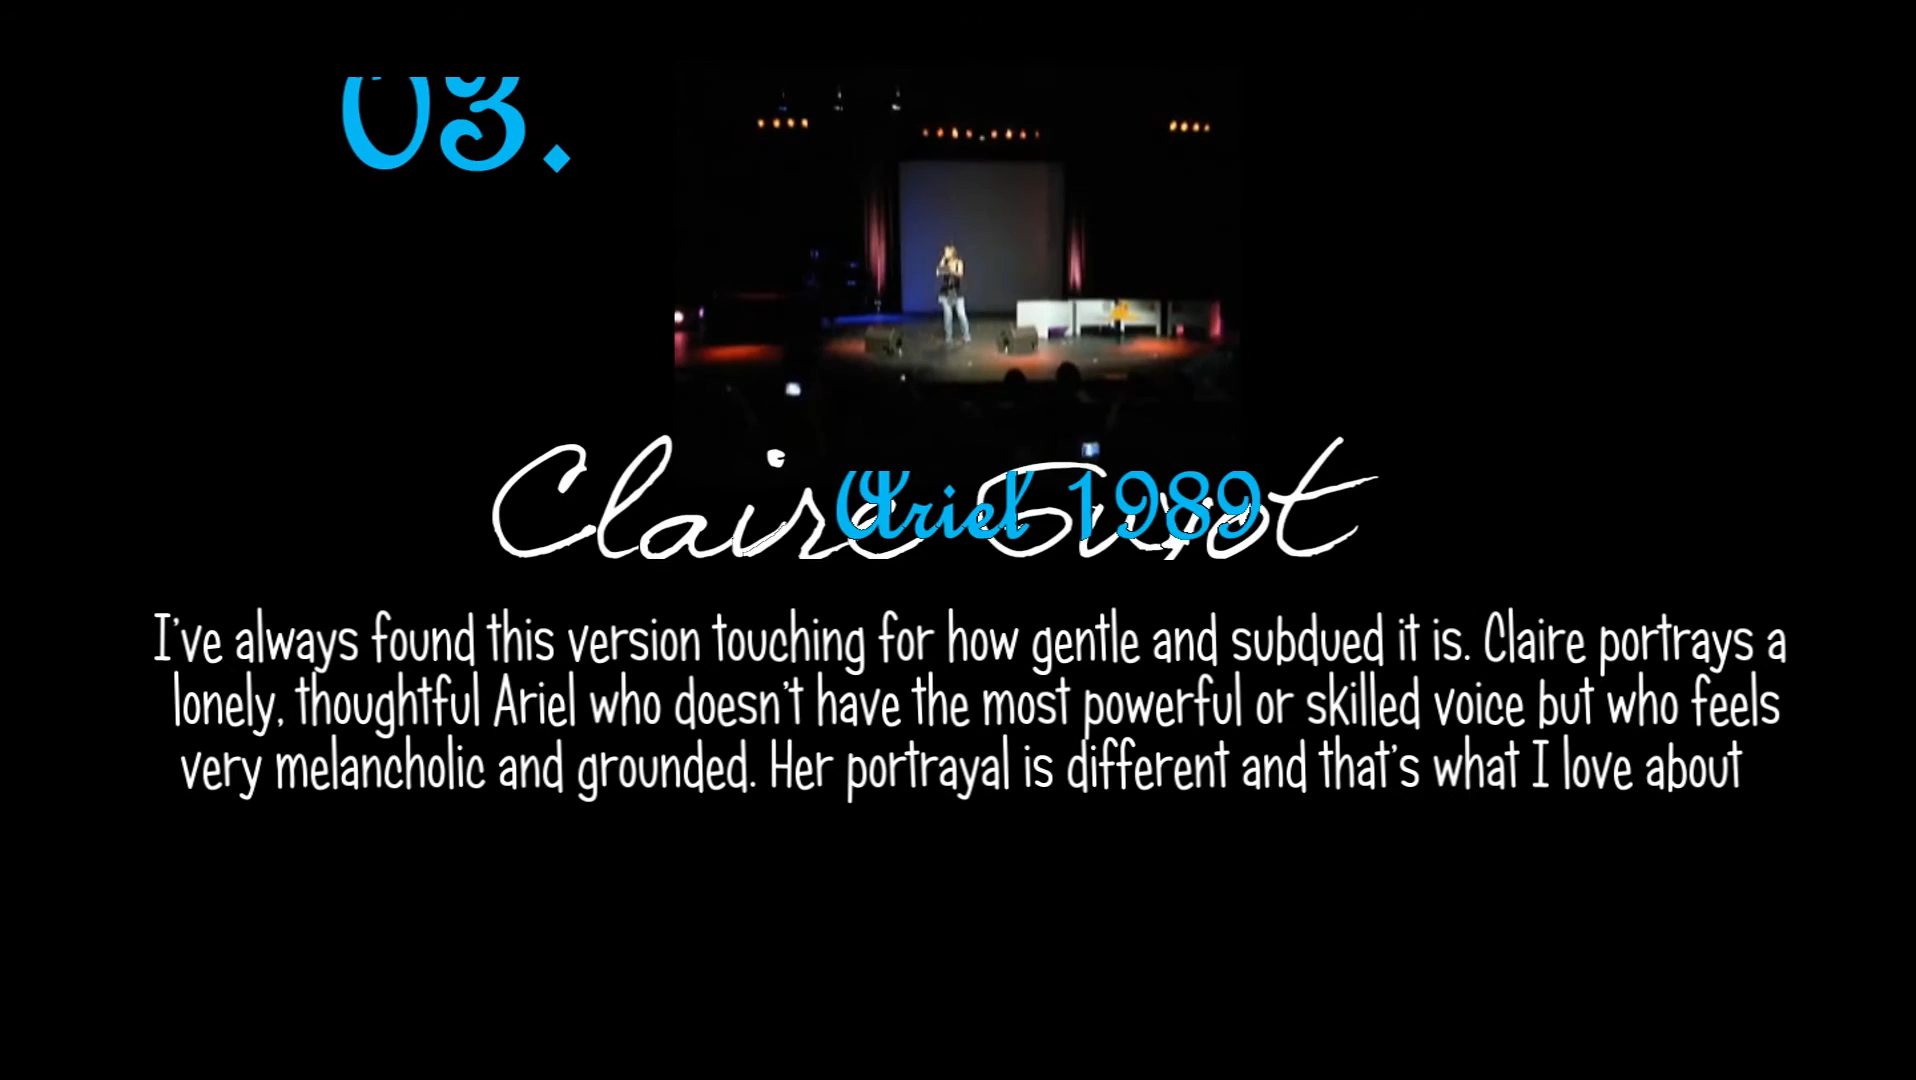 03.
Claire Guyot
Ariel 1989
I've always found this version touching for how gentle and subdued it is. Claire portrays a
lonely, thoughtful Ariel who doesn't have the most powerful or skilled voice but who feels
very melancholic and grounded. Her portrayal is different and that's what I love about